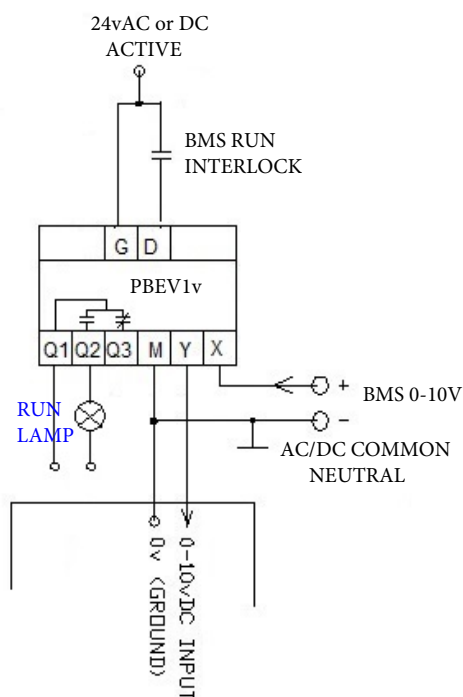 24vAC or DC
ACTIVE
BMS RUN
INTERLOCK
G D
PBEV1v
Q1 Q2 Q3 M Y X
+ BMS 0-10V
-
RUN
LAMP
AC/DC COMMON
NEUTRAL
0v (GROUND)
0-10vDC INPUT